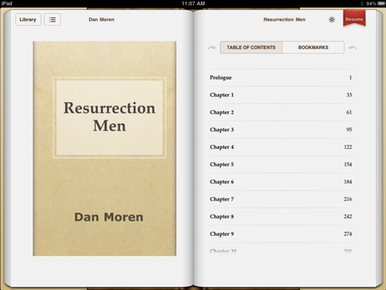 iPad
11:07 AM
84%
Library
Dan Moren
Resurrection Men
Resume
Resurrection
Men
Dan Moren
TABLE OF CONTENTS
BOOKMARKS
Prologue 1
Chapter 1 33
Chapter 2 61
Chapter 3 95
Chapter 4 122
Chapter 5 154
Chapter 6 184
Chapter 7 216
Chapter 8 242
Chapter 9 274
Chapter 10